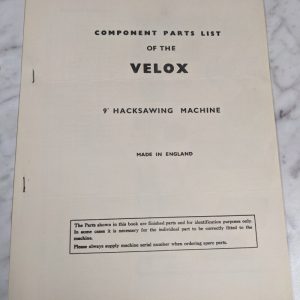 COMPONENT PARTS LIST
OF THE
VELOX
9" HACKSAWING MACHINE
MADE IN ENGLAND
The Parts shown in this book are finished parts and for identification purposes only.
In some cases it is necessary for the individual part to be correctly fitted to the
machine.
Please always supply machine serial number when ordering spare parts.